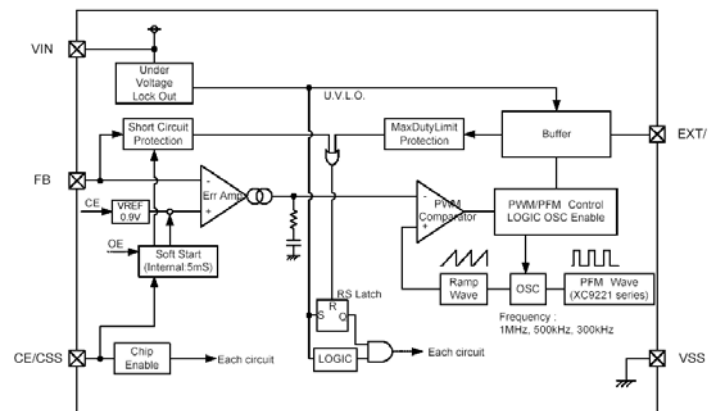 VIN
Under
Voltage
Lock Out
U.V.L.O.
Short Circuit
Protection
MaxDutyLimit
Protection
Buffer
EXT/
FB
-
Err Amp
+
CE
VREF
0.9V
OE
Soft Start
(Internal:5mS)
-
PWM
Comparator
+
PWM/PFM Control
LOGIC OSC Enable
Ramp
Wave
OSC
PFM Wave
(XC9221 series)
Frequency :
1MHz, 500kHz, 300kHz
RS Latch
R
S
Q
LOGIC
Each circuit
CE/CSS
Chip
Enable
Each circuit
VSS